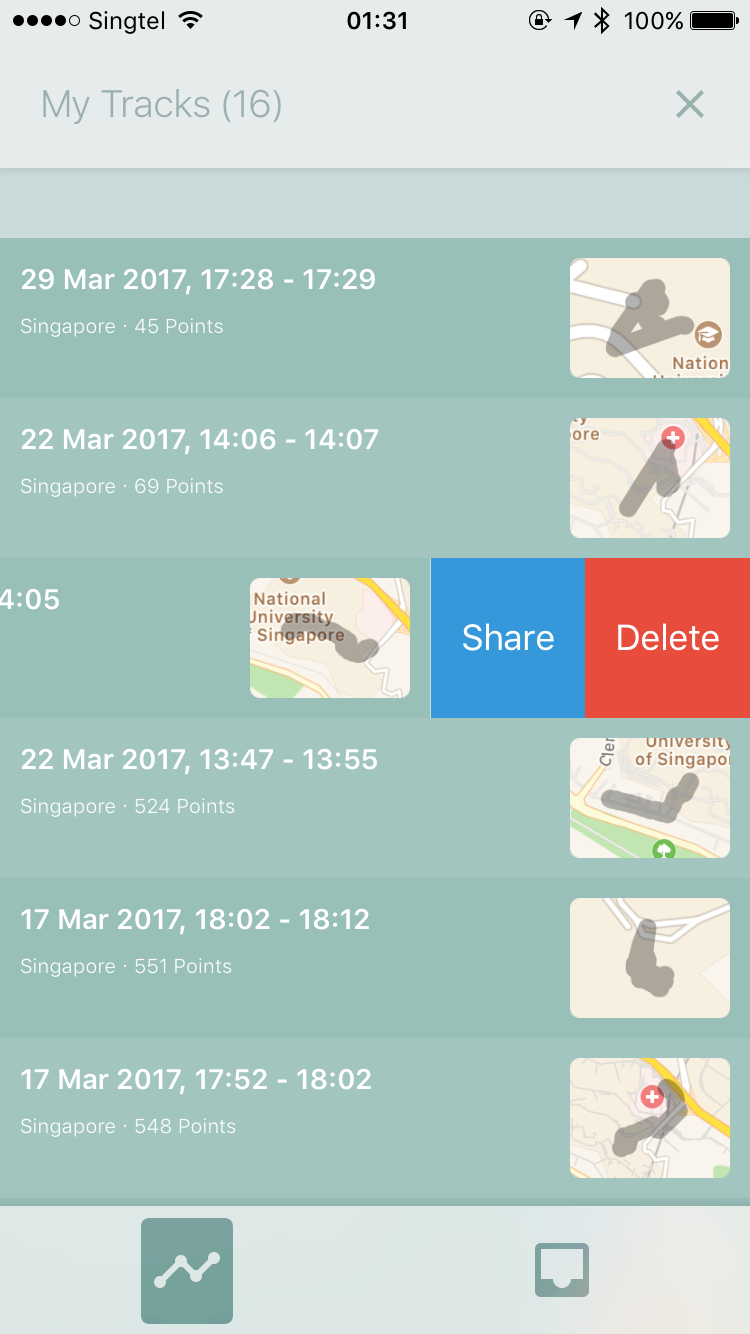 Singtel 01:31 100%
My Tracks (16)
29 Mar 2017, 17:28 - 17:29
Singapore · 45 Points
Nation
22 Mar 2017, 14:06 - 14:07
Singapore · 69 Points
ore
4:05
National
University
Singapore
Share
Delete
22 Mar 2017, 13:47 - 13:55
Singapore · 524 Points
Cler
University
of Singapo
17 Mar 2017, 18:02 - 18:12
Singapore · 551 Points
17 Mar 2017, 17:52 - 18:02
Singapore · 548 Points